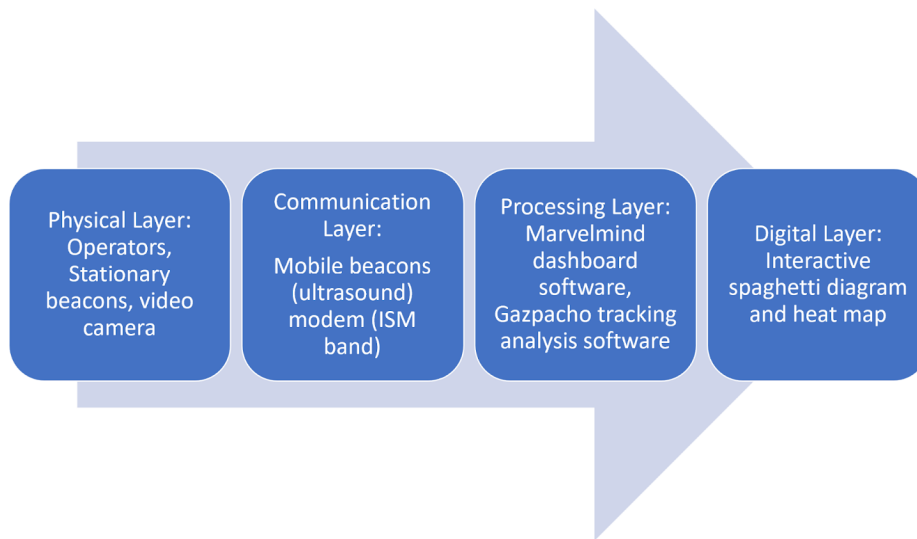 Physical Layer:
Operators,
Stationary
beacons, video
camera
Communication
Layer:
Mobile beacons
(ultrasound)
modem (ISM
band)
Processing Layer:
Marvelmind
dashboard
software,
Gazpacho tracking
analysis software
Digital Layer:
Interactive
spaghetti diagram
and heat map